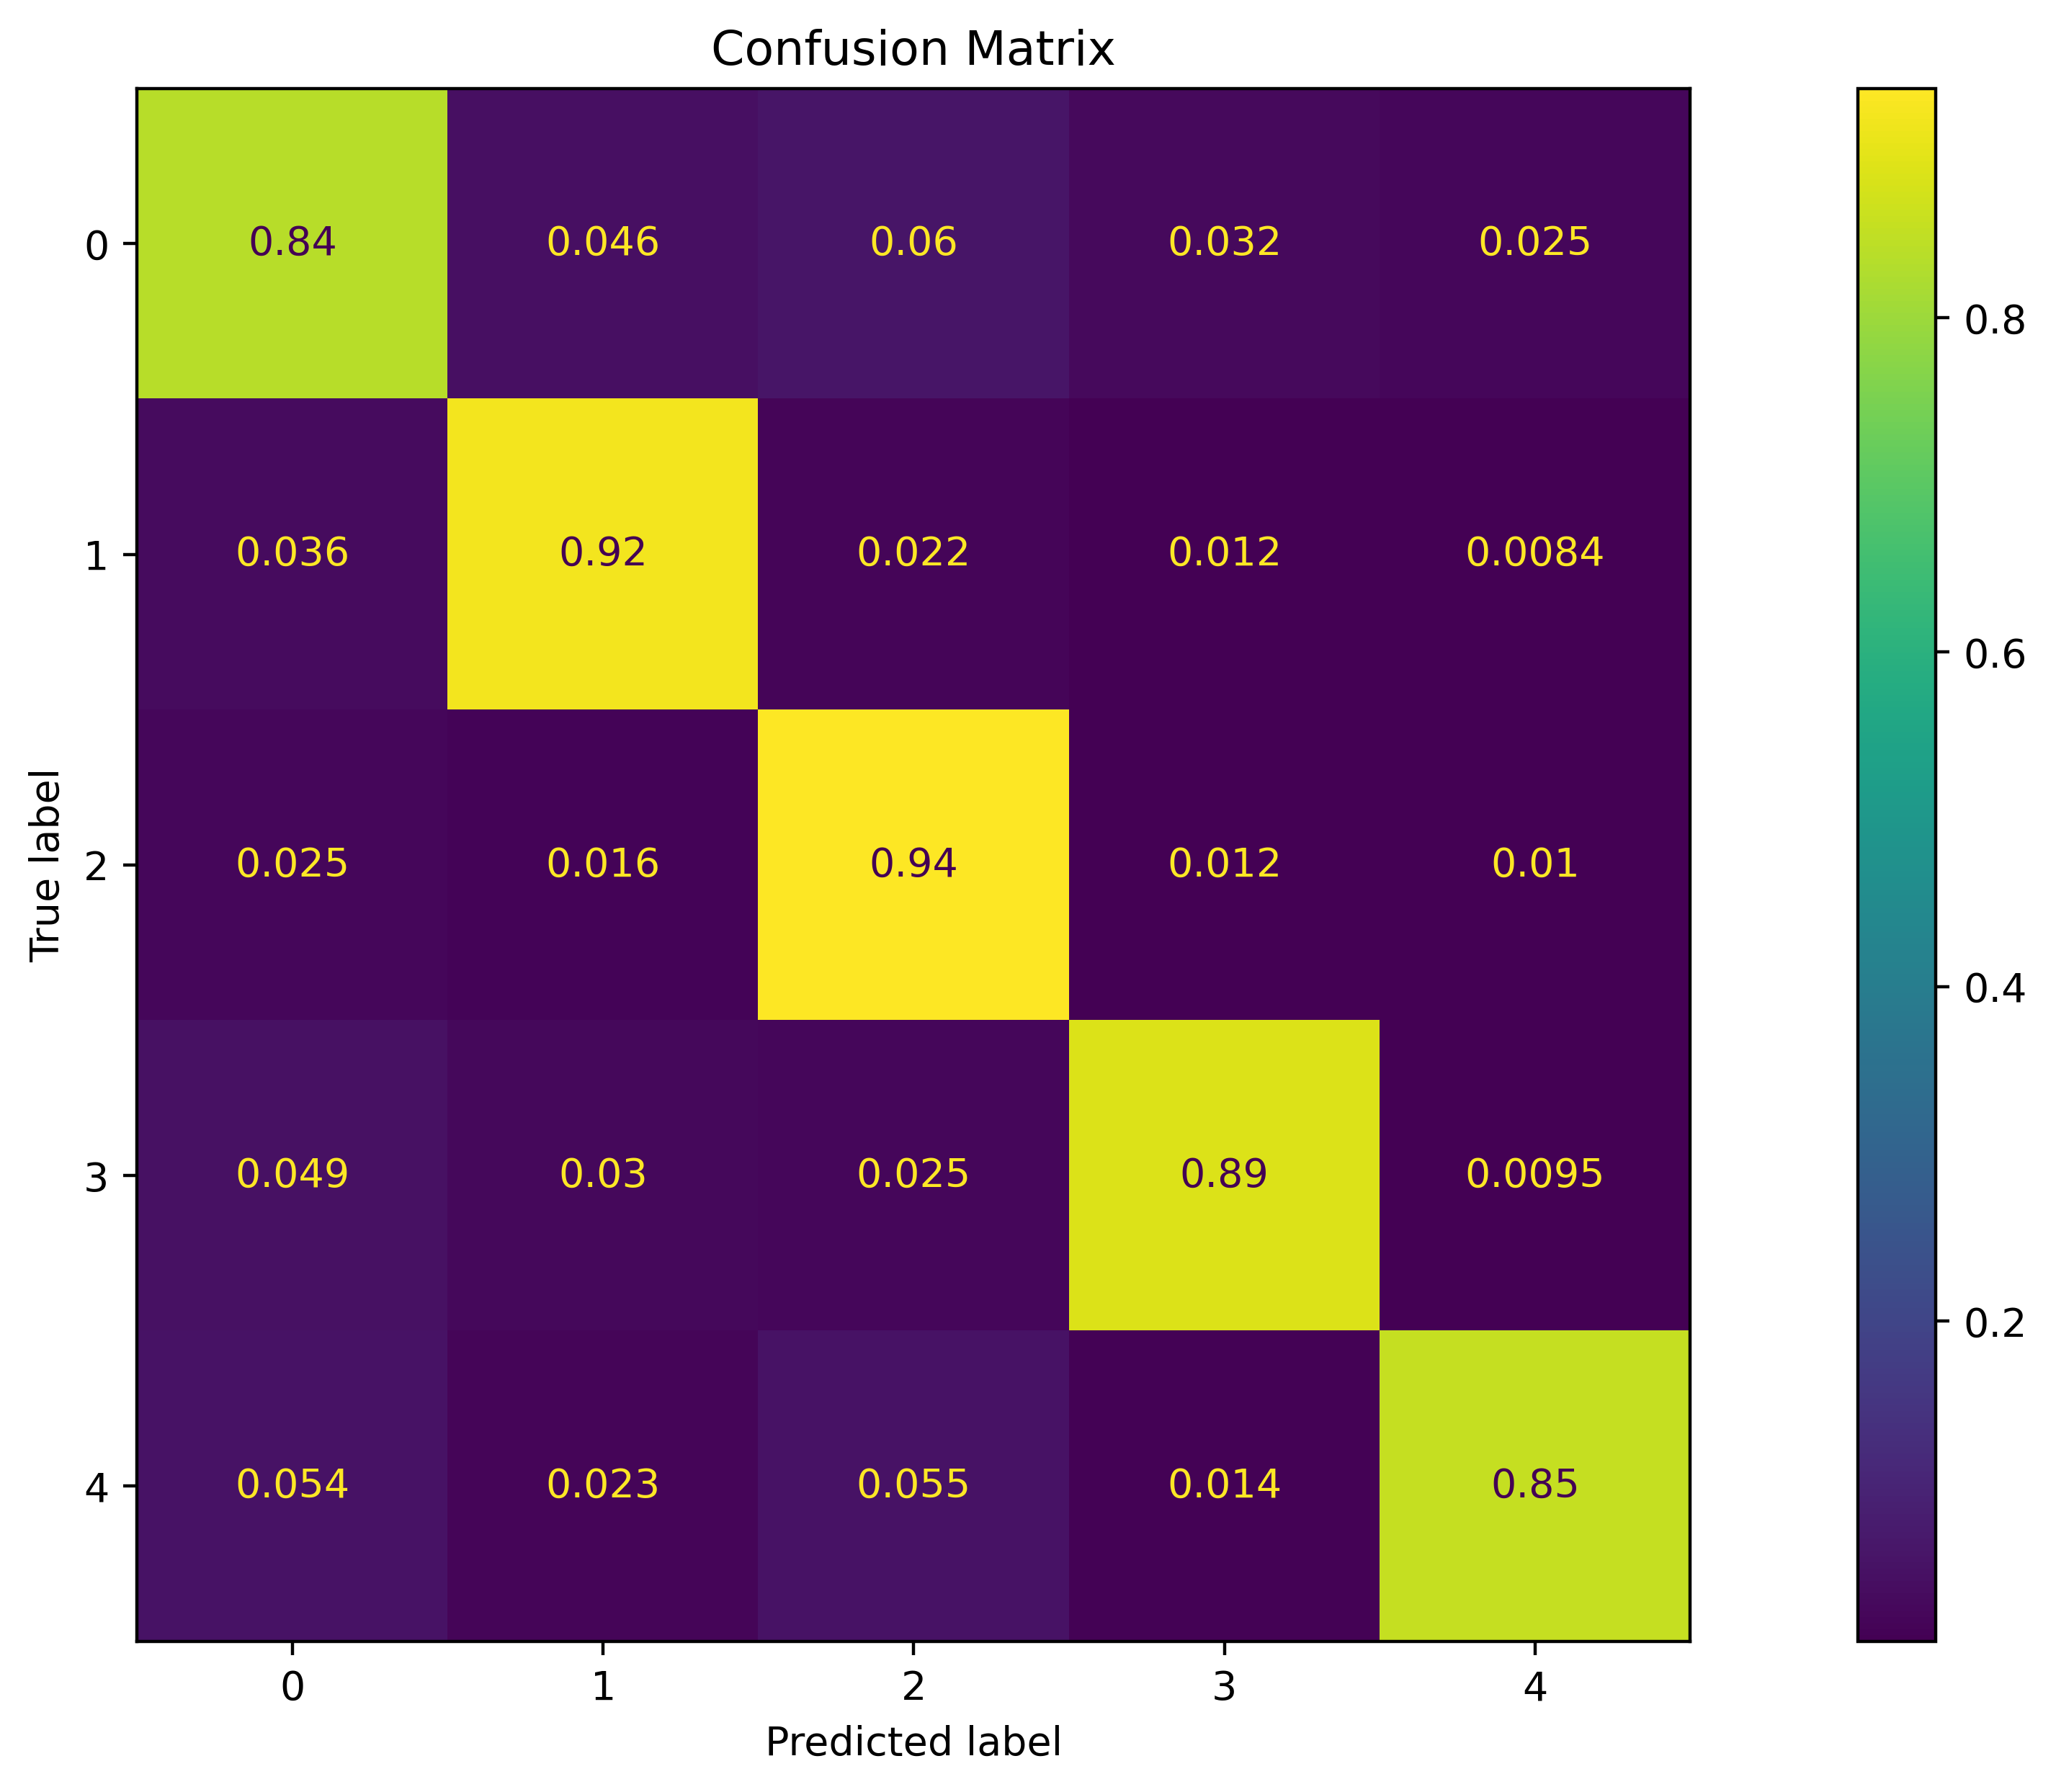 Confusion Matrix
0 0.84 0.046 0.06 0.032 0.025
1 0.036 0.92 0.022 0.012 0.0084
2 0.025 0.016 0.94 0.012 0.01
3 0.049 0.03 0.025 0.89 0.0095
4 0.054 0.023 0.055 0.014 0.85
0 1 2 3 4
Predicted label
True label
0.8
0.6
0.4
0.2